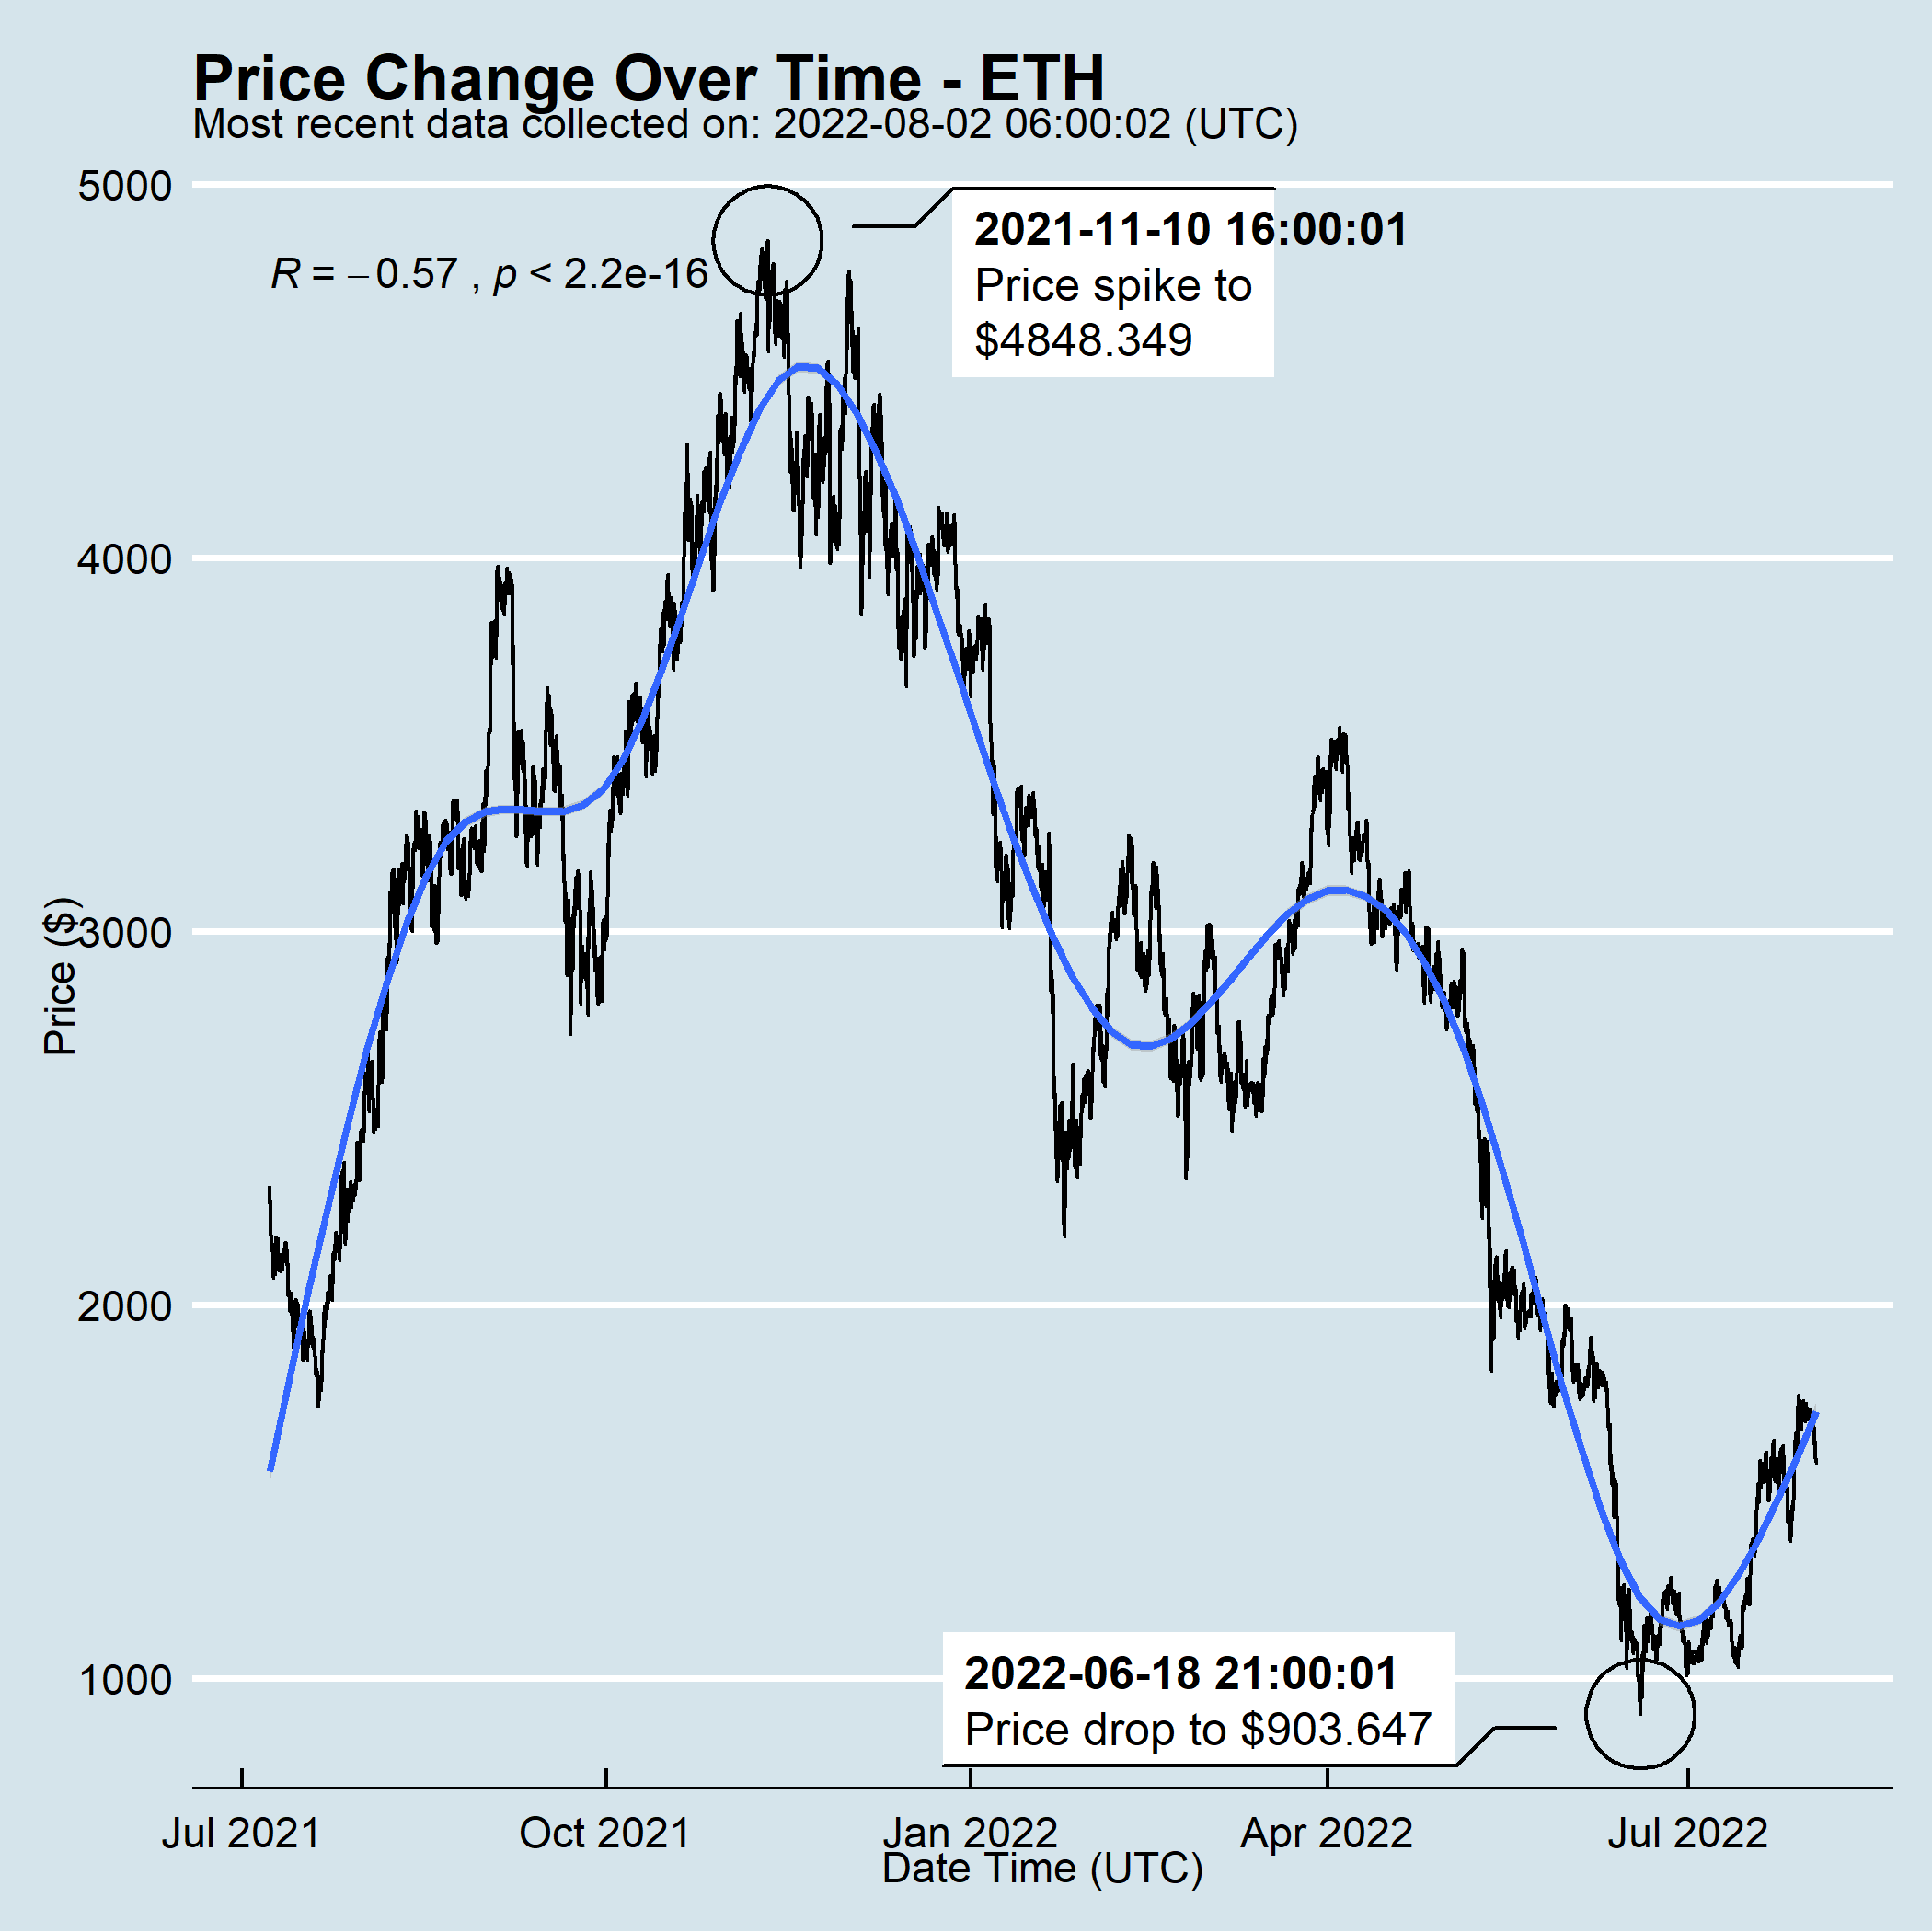 Price Change Over Time - ETH
Most recent data collected on: 2022-08-02 06:00:02 (UTC)
5000
4000
3000
2000
1000
Price ($)
R = −0.57 , p < 2.2e-16
2021-11-10 16:00:01
Price spike to
$4848.349
2022-06-18 21:00:01
Price drop to $903.647
Jul 2021
Oct 2021
Jan 2022
Apr 2022
Jul 2022
Date Time (UTC)